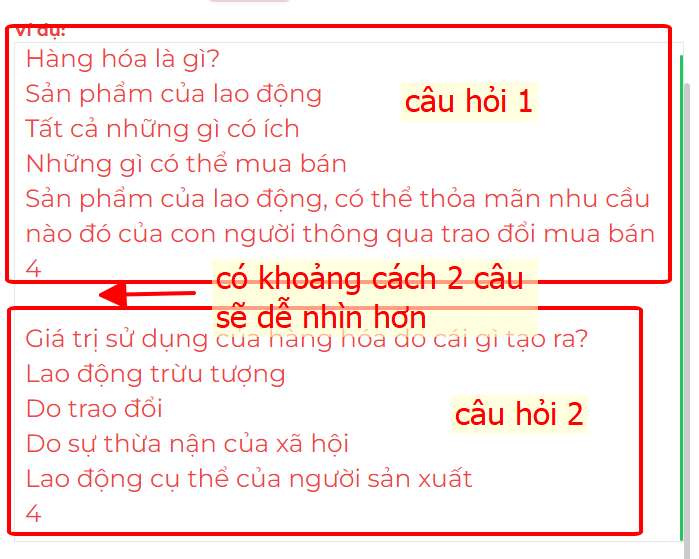 Ví dụ:
Hàng hóa là gì?
Sản phẩm của lao động
câu hỏi 1
Tất cả những gì có ích
Những gì có thể mua bán
Sản phẩm của lao động, có thể thỏa mãn nhu cầu
nào đó của con người thông qua trao đổi mua bán
4
có khoảng cách 2 câu
sẽ dễ nhìn hơn
Giá trị sử dụng của hàng hóa do cái gì tạo ra?
Lao động trừu tượng
Do trao đổi
câu hỏi 2
Do sự thừa nận của xã hội
Lao động cụ thể của người sản xuất
4